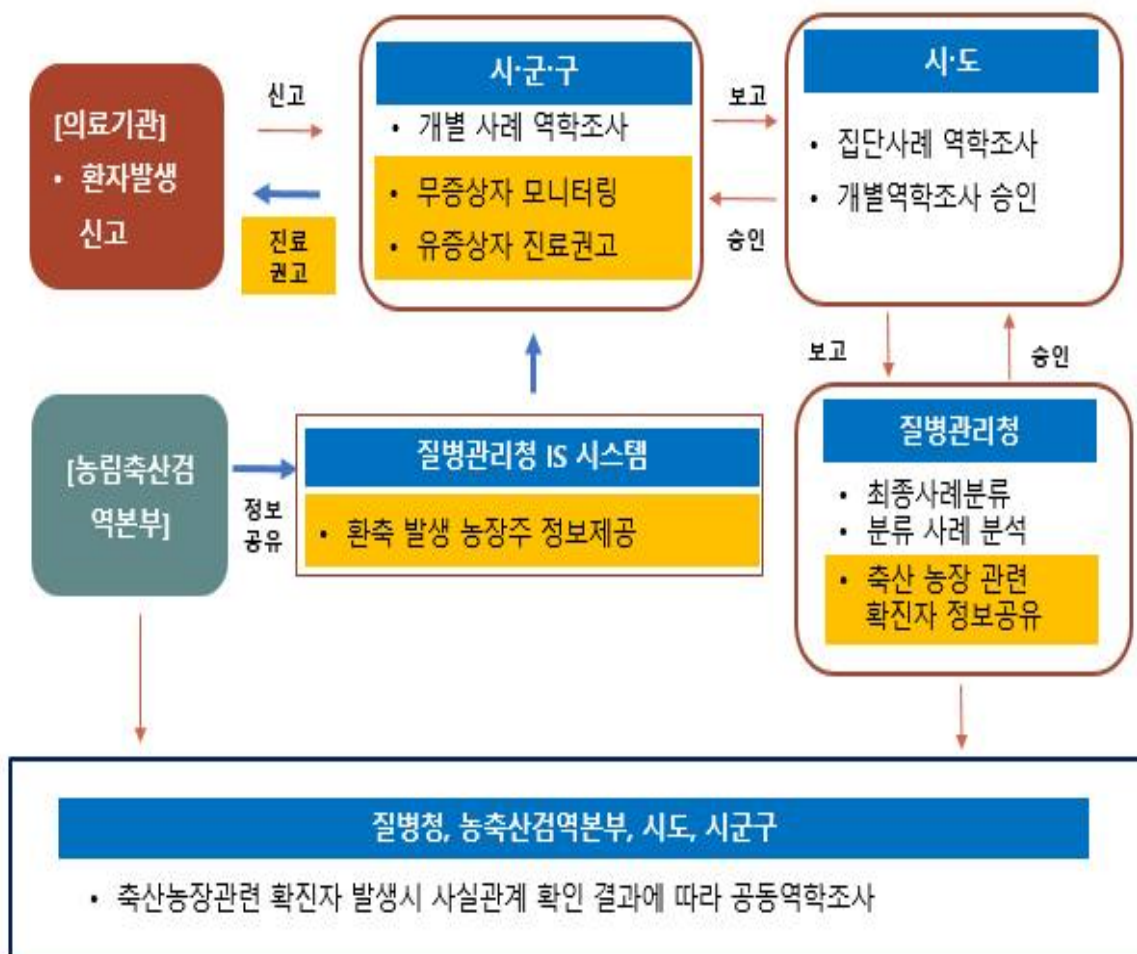 [의료기관]
• 환자발생
신고
신고
진료
권고
시·군·구
• 개별 사례 역학조사
• 무증상자 모니터링
• 유증상자 진료권고
보고
승인
시·도
• 집단사례 역학조사
• 개별역학조사 승인
보고
승인
[농림축산검
역본부]
정보
공유
질병관리청 IS 시스템
• 환축 발생 농장주 정보제공
질병관리청
• 최종사례분류
• 분류 사례 분석
• 축산 농장 관련
확진자 정보공유
질병청, 농축산검역본부, 시도, 시군구
• 축산농장관련 확진자 발생시 사실관계 확인 결과에 따라 공동역학조사